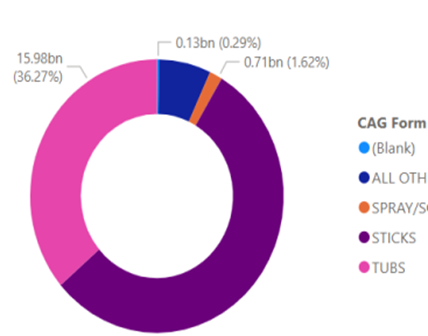 0.13bn (0.29%)
15.98bn
(36.27%)
0.71bn (1.62%)
CAG Form
(Blank)
ALL OTH
SPRAY/S
STICKS
TUBS